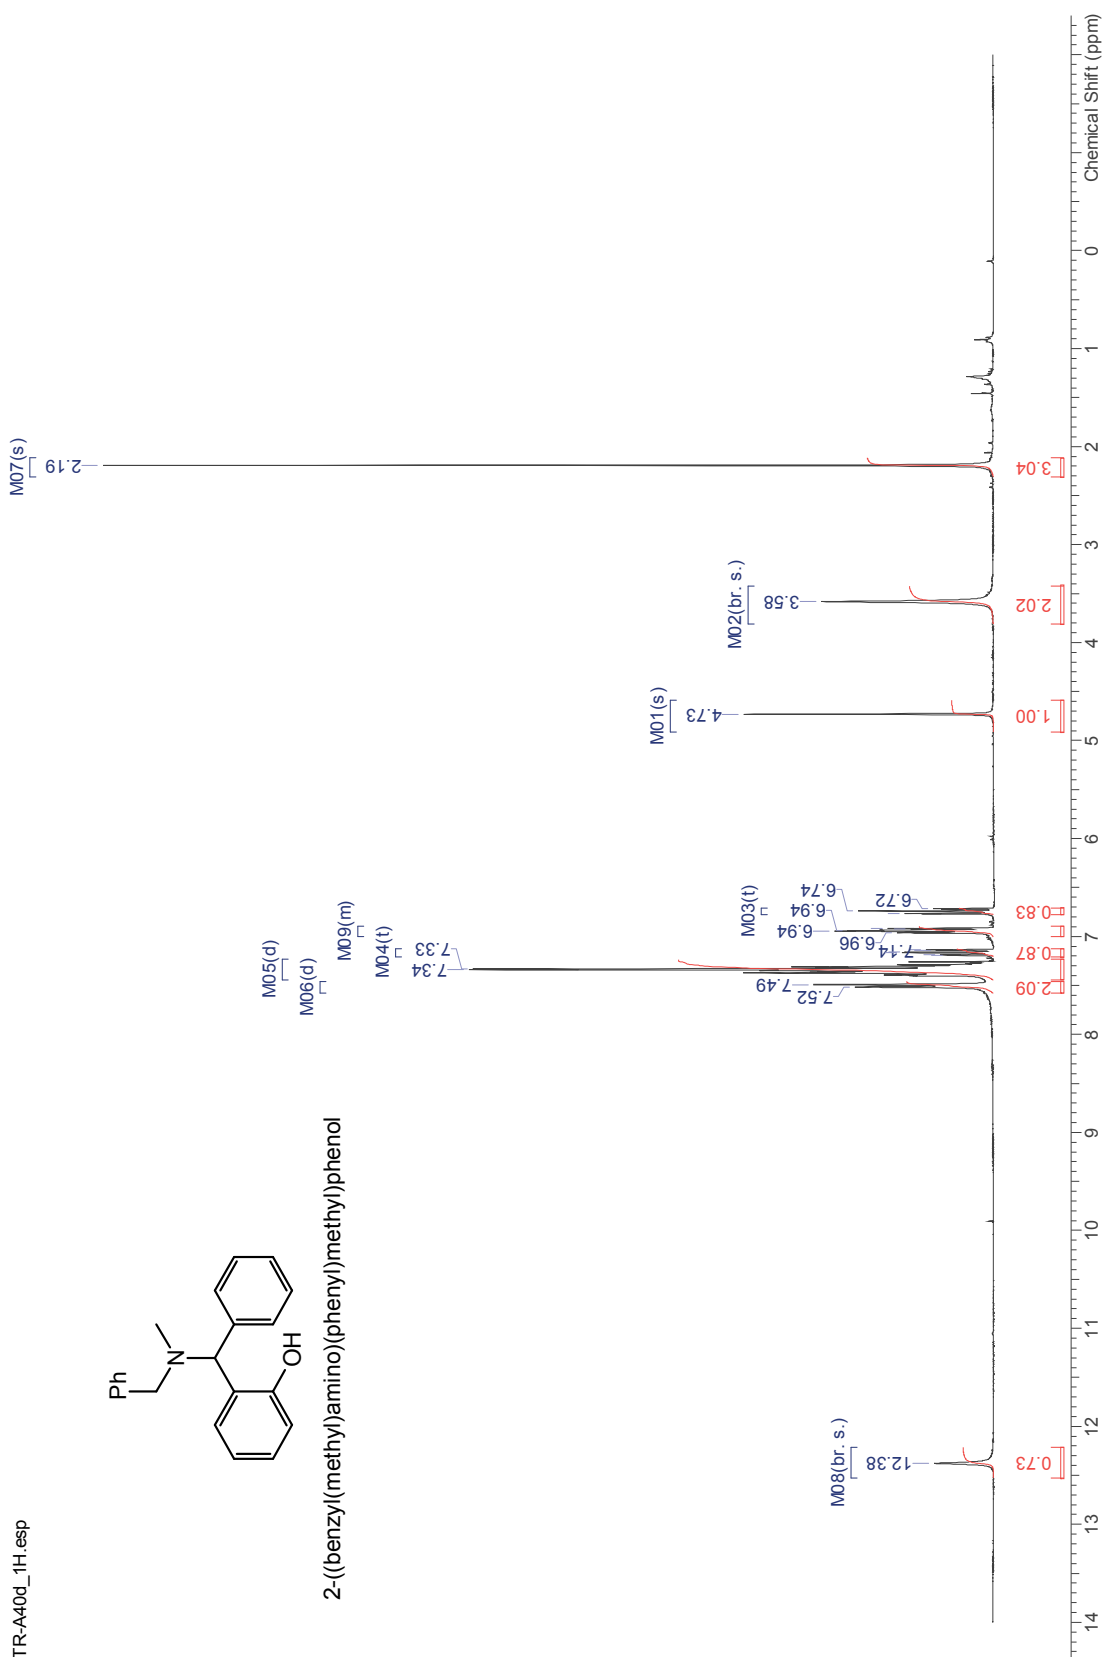 TR-A40d_1H.esp
Ph
N
OH
2-((benzyl(methyl)amino)(phenyl)methyl)phenol
M07(s)
2.19
M02(br. s.)
3.58
M01(s)
4.73
M03(t)
6.74
6.94
6.94
6.72
6.96
7.14
M09(m)
M04(t)
7.33
7.34
M05(d)
M06(d)
7.49
7.52
M08(br. s.)
12.38
0.73
2.09
0.87
0.83
1.00
2.02
3.04
14 13 12 11 10 9 8 7 6 5 4 3 2 1 0
Chemical Shift (ppm)